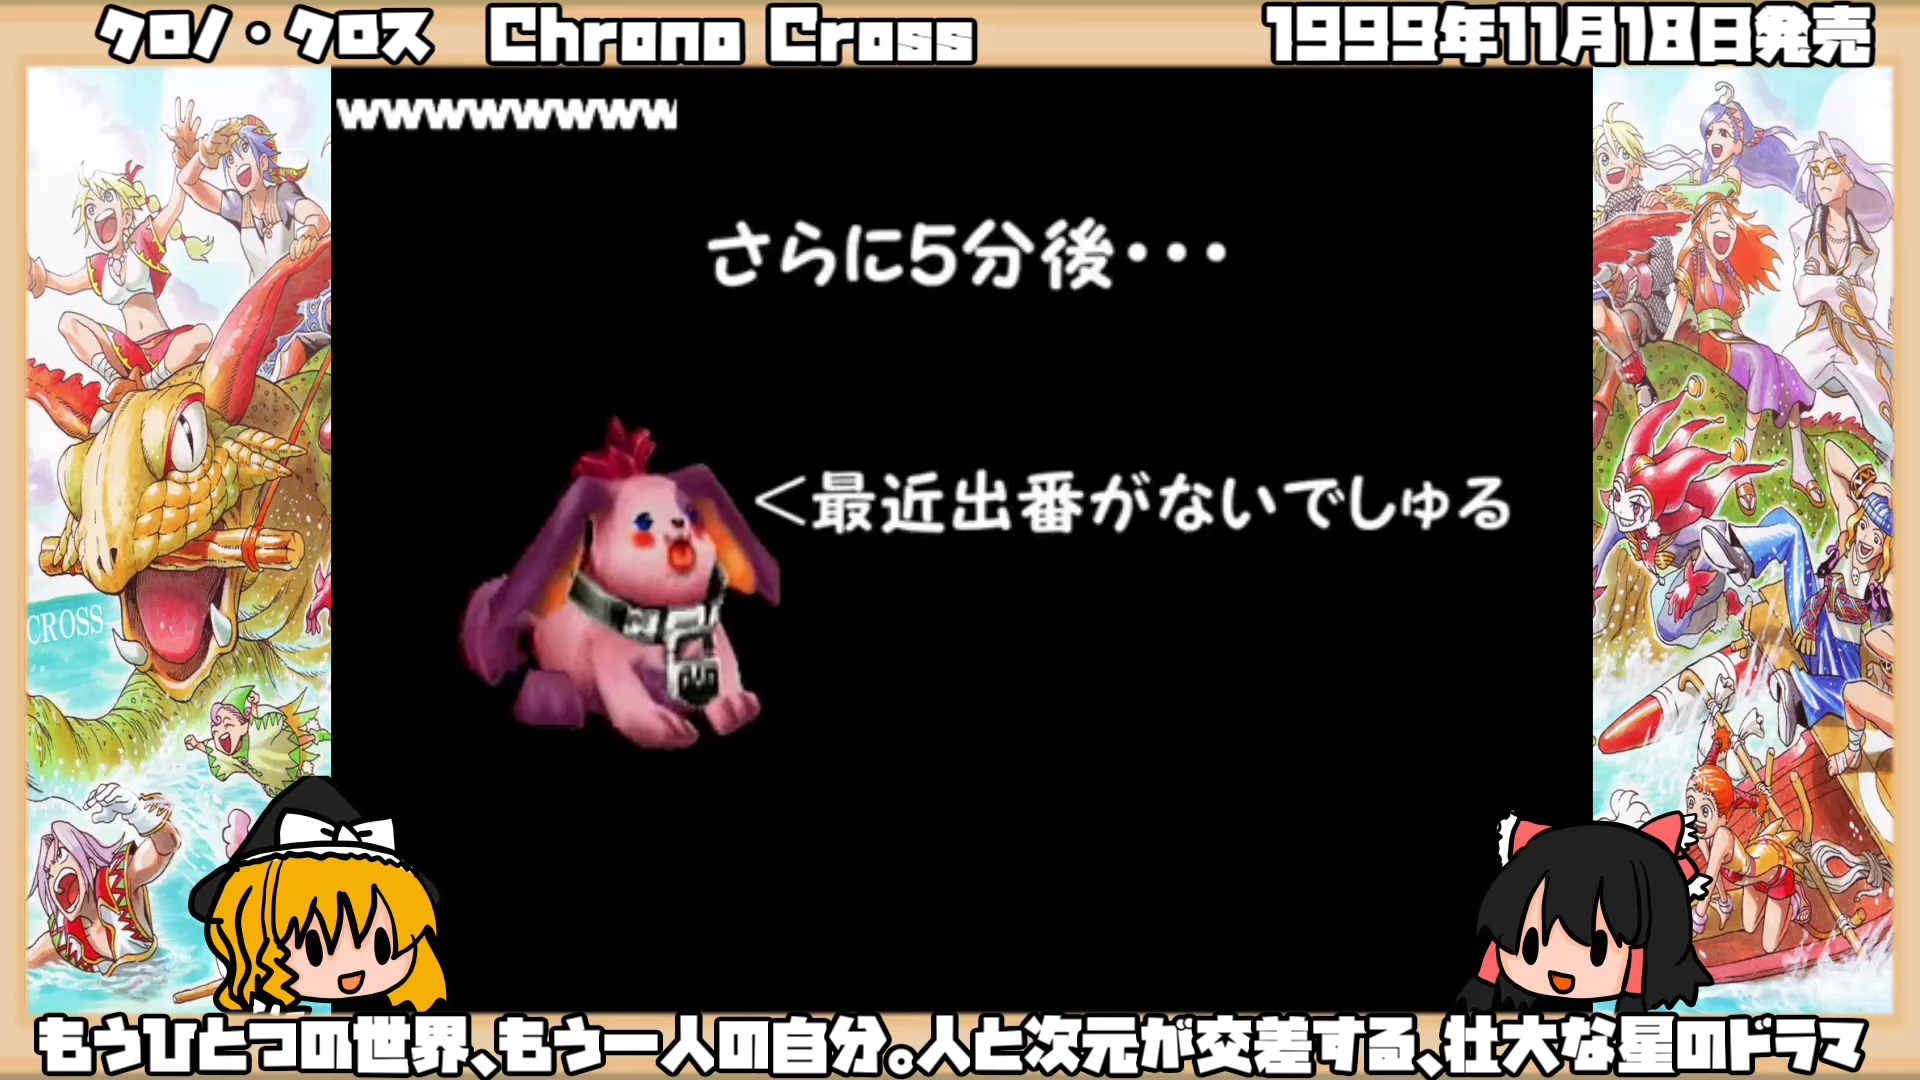 クロノ・クロス Chrono Cross 1999年11月18日発売
wwwwwwwww
さらに5分後・・・
<最近出番がないでしゅる
CROSS
もうひとつの世界、もう一人の自分。人と次元が交差する、壮大な星のドラマ